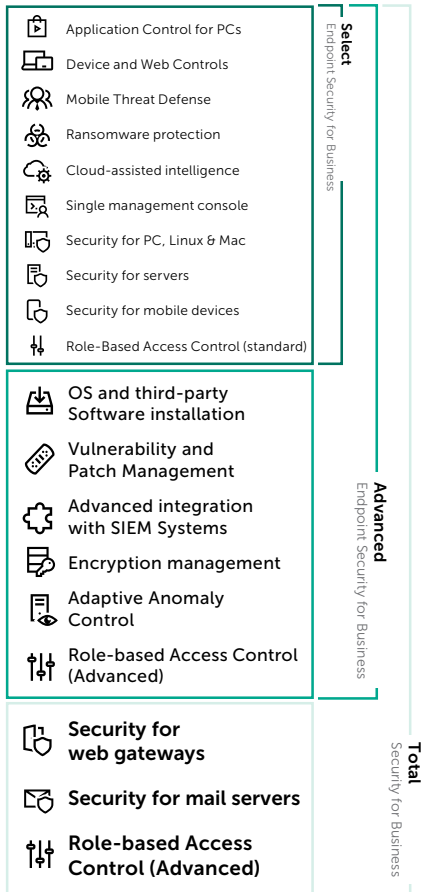 Application Control for PCs
Device and Web Controls
Mobile Threat Defense
Ransomware protection
Cloud-assisted intelligence
Single management console
Security for PC, Linux & Mac
Security for servers
Security for mobile devices
Role-Based Access Control (standard)
Select
Endpoint Security for Business
OS and third-party
Software installation
Vulnerability and
Patch Management
Advanced integration
with SIEM Systems
Encryption management
Adaptive Anomaly
Control
Role-based Access Control
(Advanced)
Advanced
Endpoint Security for Business
Security for
web gateways
Security for mail servers
Role-based Access
Control (Advanced)
Total
Security for Business